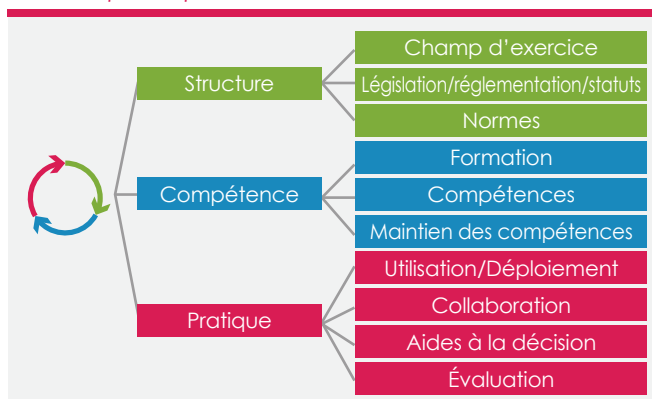 Structure
Champ d'exercice
Législation/réglementation/statuts
Normes
Compétence
Formation
Compétences
Maintien des compétences
Pratique
Utilisation/Déploiement
Collaboration
Aides à la décision
Évaluation